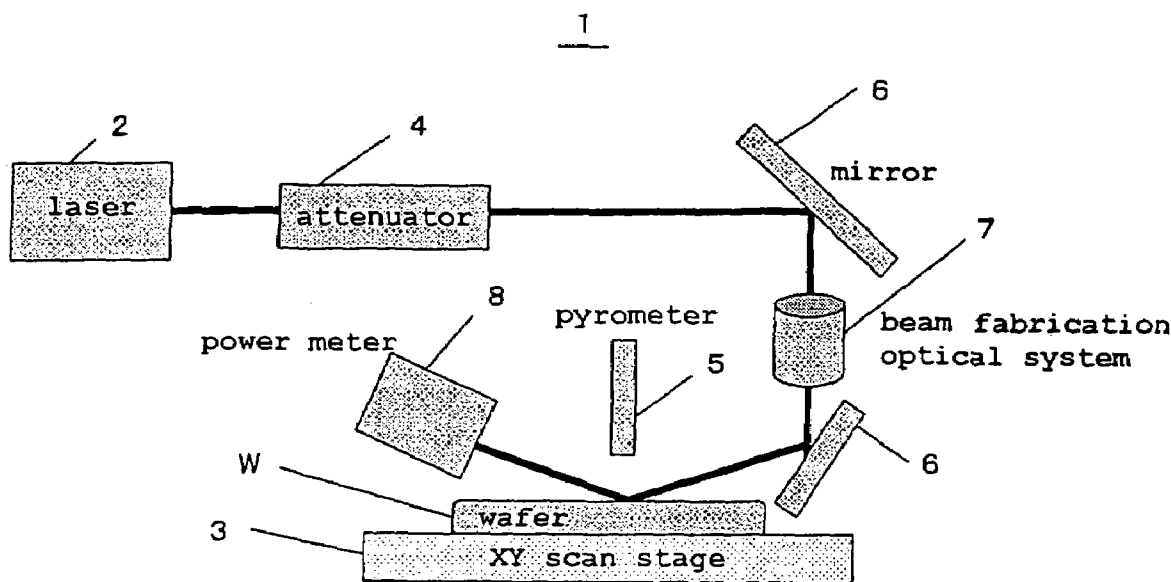 1
6
2
4
mirror
laser
attenuator
7
8
pyrometer
beam fabrication
power meter
optical system
5
W
6
wafer
3
XY scan stage